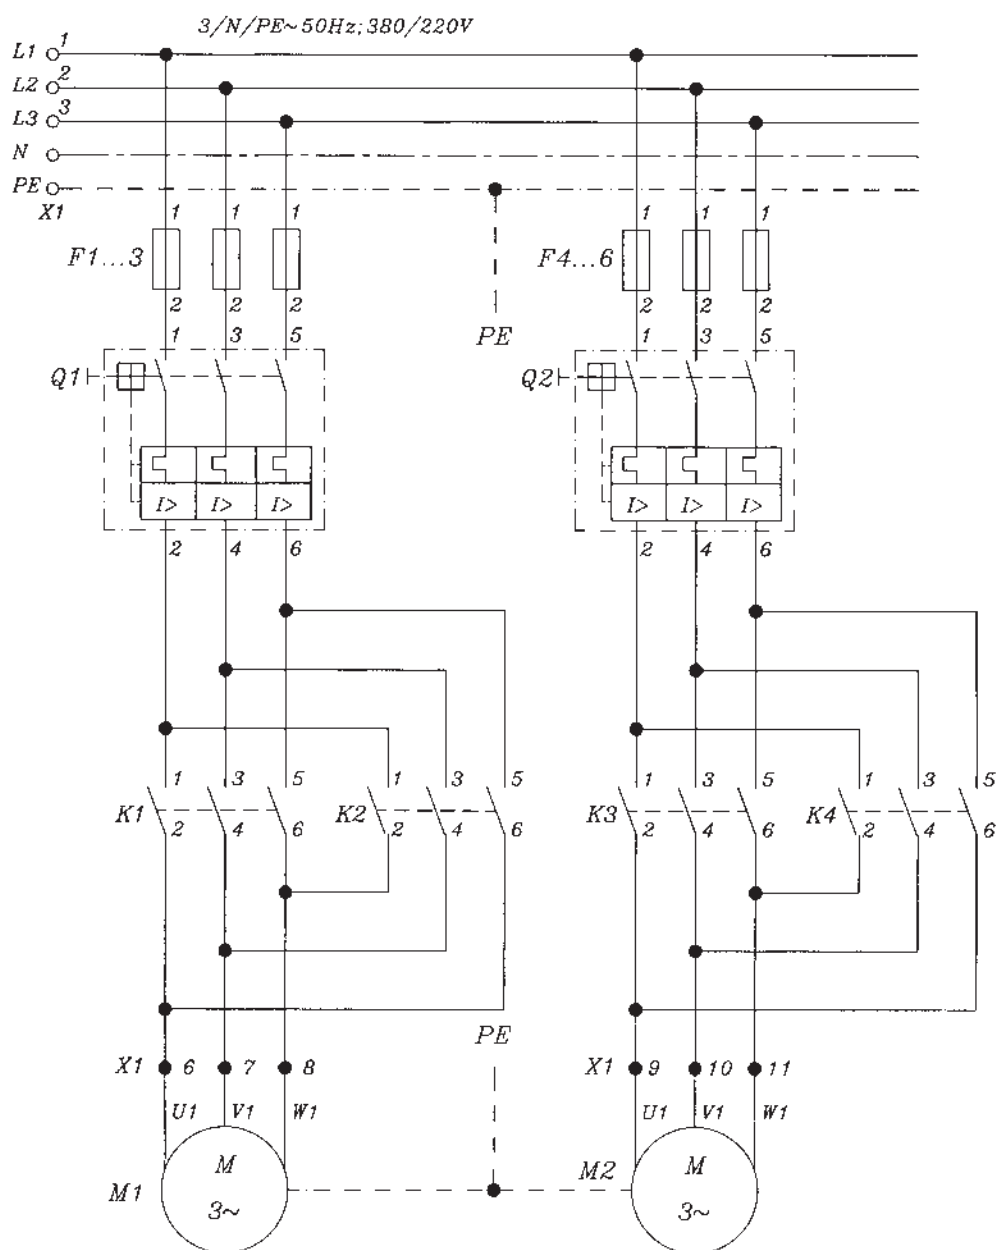 3/N/PE~50Hz;380/220V
L1 1
L2 2
L3 3
N
PE
X1
1 1 1 1 1 1
F1...3 F4...6
2 2 2 2 2 2
PE
1 3 5 1 3 5
Q1 Q2
I> I> I> I> I> I>
2 4 6 2 4 6
1 3 5 1 3 5 1 3 5 1 3 5
K1 K2 K3 K4
2 4 6 2 4 6 2 4 6 2 4 6
PE
X1 6 7 8 X1 9 10 11
U1 V1 W1 U1 V1 W1
M M
M1 M2
3~ 3~